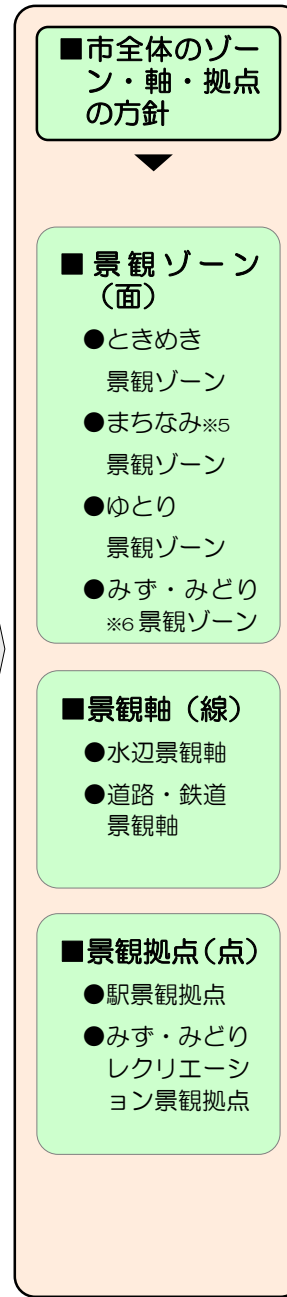 ■市全体のゾー
ン・軸・拠点
の方針
■景観ゾーン
（面）
●ときめき
景観ゾーン
●まちなみ※5
景観ゾーン
●ゆとり
景観ゾーン
●みず・みどり
※6 景観ゾーン
■景観軸（線）
●水辺景観軸
●道路・鉄道
景観軸
■景観拠点（点）
●駅景観拠点
●みず・みどり
レクリエーシ
ョン景観拠点